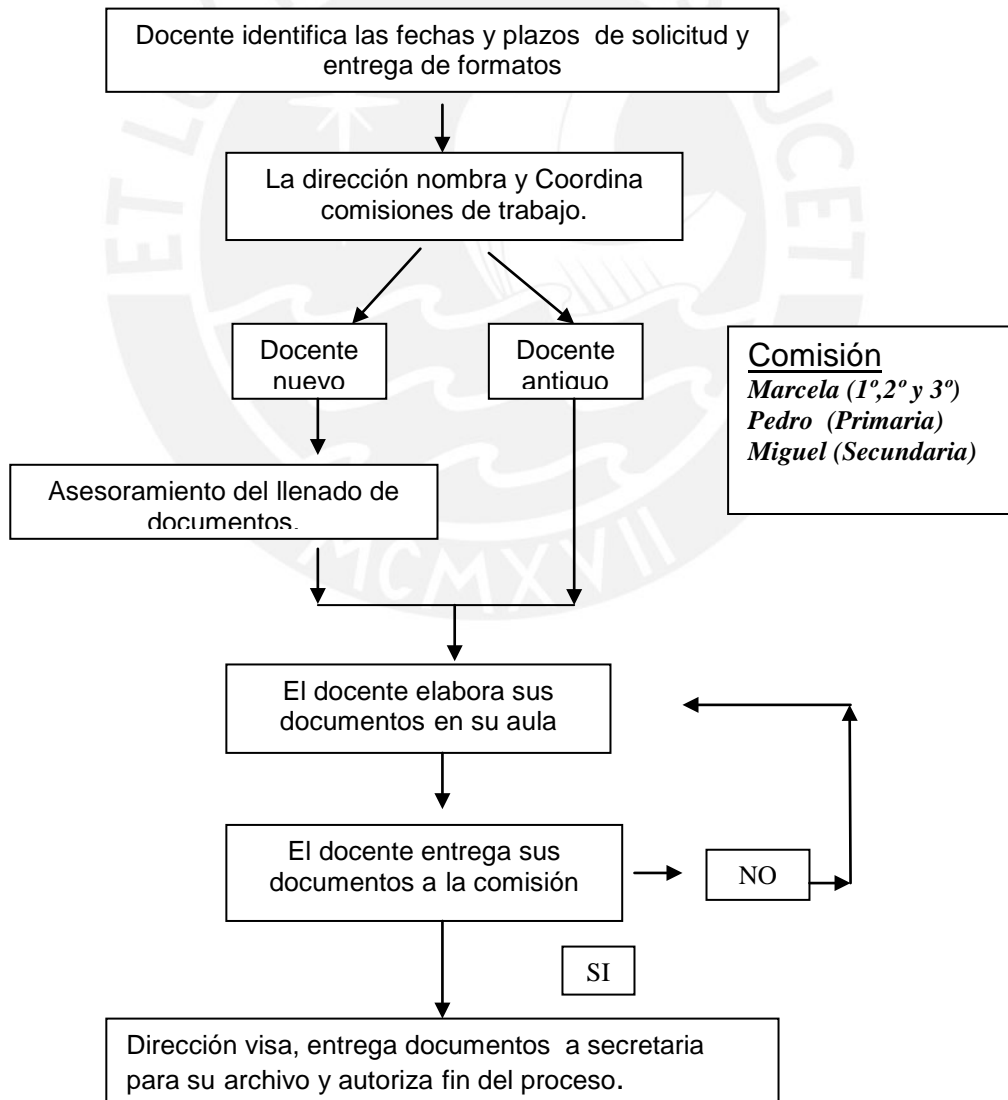 Docente identifica las fechas y plazos de solicitud y
entrega de formatos
La dirección nombra y Coordina
comisiones de trabajo.
Docente
nuevo
Docente
antiguo
Comisión
Marcela (1º,2º y 3º)
Pedro (Primaria)
Miguel (Secundaria)
Asesoramiento del llenado de
documentos.
El docente elabora sus
documentos en su aula
El docente entrega sus
documentos a la comisión
NO
SI
Dirección visa, entrega documentos a secretaria
para su archivo y autoriza fin del proceso.
MCMXVII